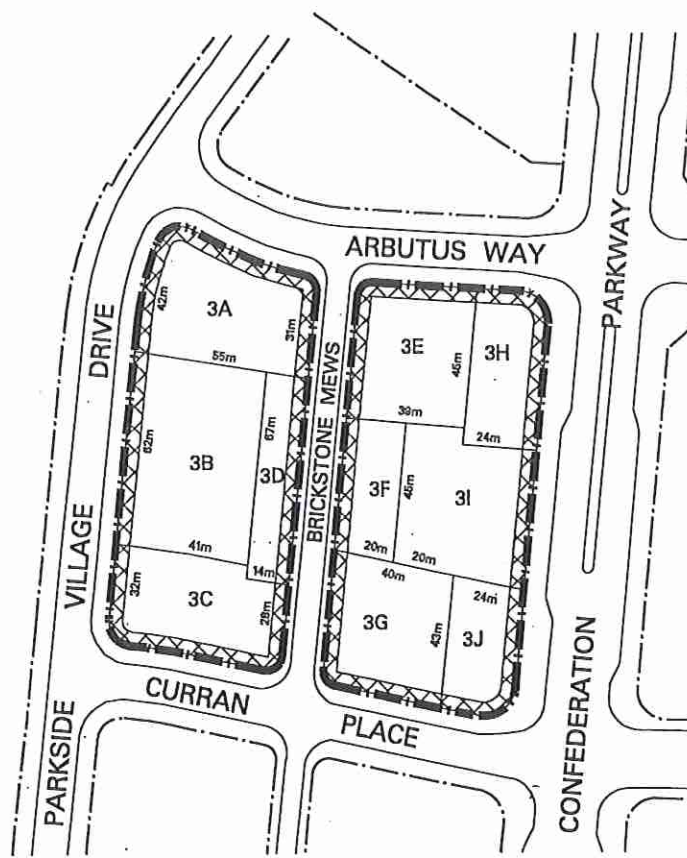 ARBUTUS WAY
PARKWAY
CONFEDERATION
DRIVE
VILLAGE
PARKSIDE
BRICKSTONE MEWS
CURRAN
PLACE
3A
42m
31m
55m
3B
62m
67m
3D
41m
14m
3C
32m
28m
3E
45m
3H
39m
24m
3F
45m
3I
20m
20m
40m
24m
3G
43m
3J